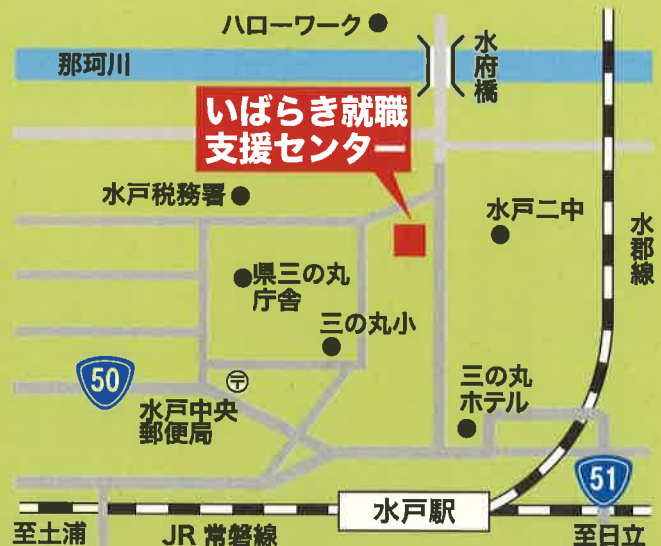 ハローワーク
水府橋
那珂川
いばらき就職
支援センター
水戸税務署
水戸二中
水郡線
県三の丸
庁舎
三の丸小
50
〒
水戸中央
郵便局
三の丸
ホテル
51
水戸駅
至土浦
JR 常磐線
至日立